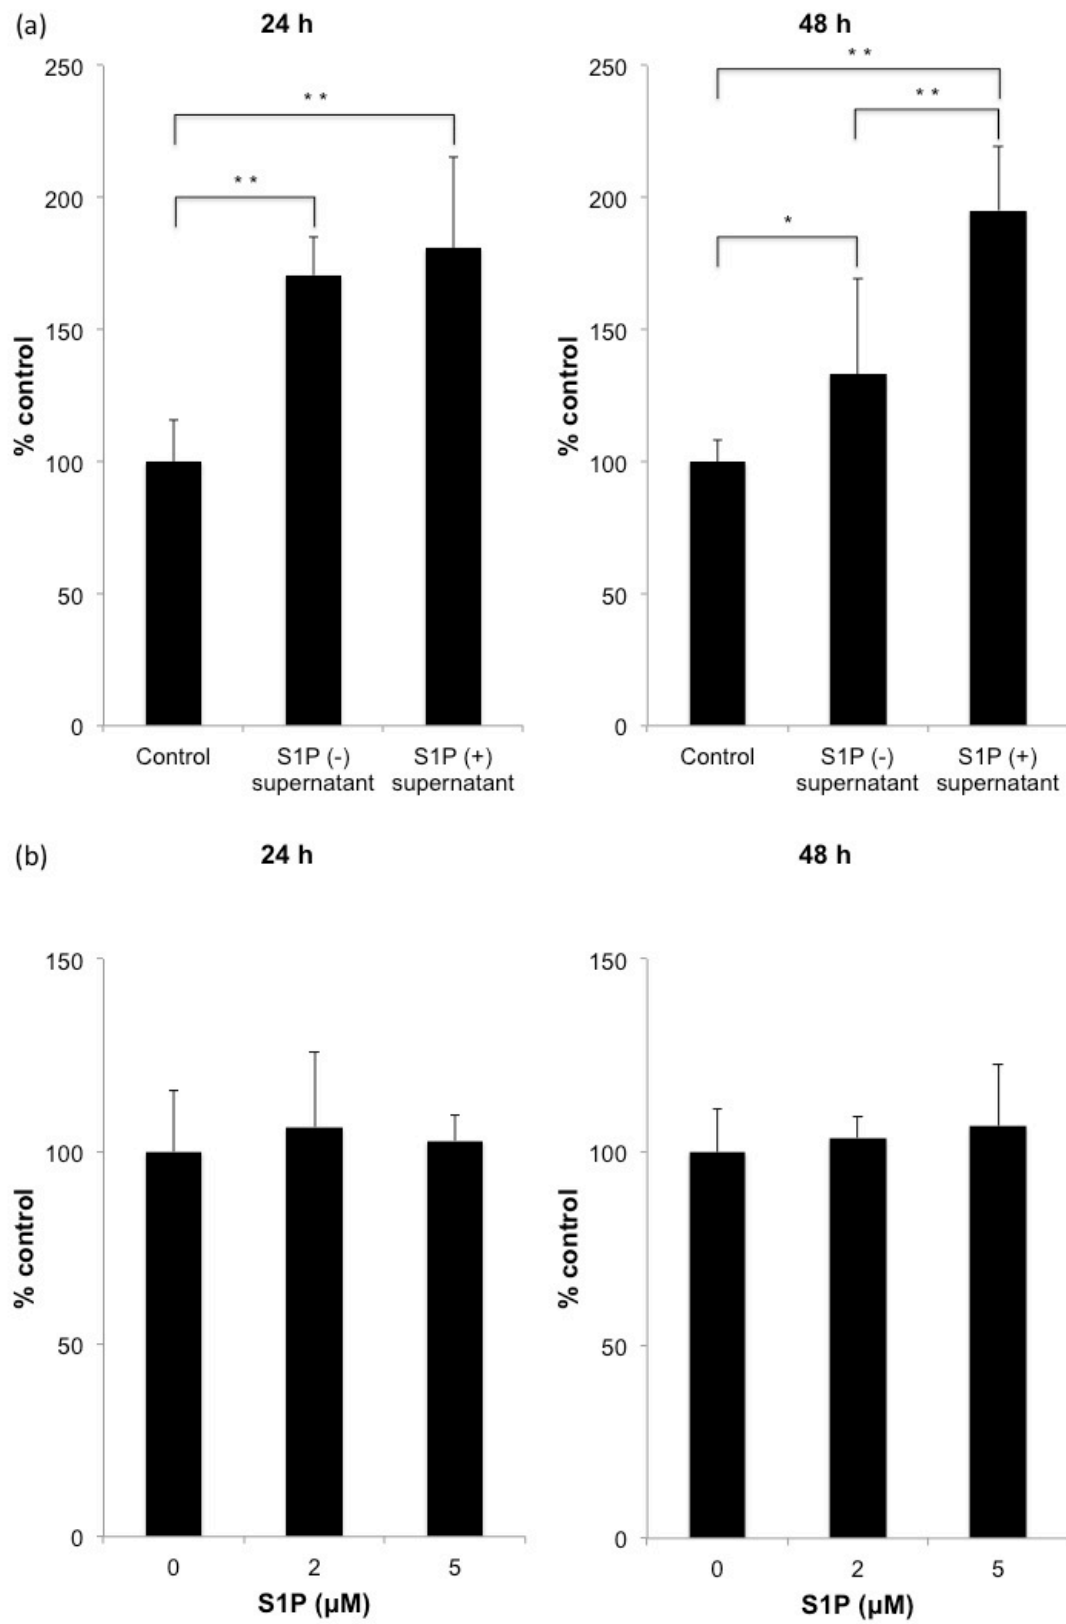 (a)
24 h
48 h
250
200
150
100
50
0
% control
* *
* *
Control
S1P (-)
supernatant
S1P (+)
supernatant
250
200
150
100
50
0
% control
* *
* *
*
Control
S1P (-)
supernatant
S1P (+)
supernatant
(b)
24 h
48 h
150
100
50
0
% control
0 2 5
S1P (µM)
150
100
50
0
% control
0 2 5
S1P (µM)